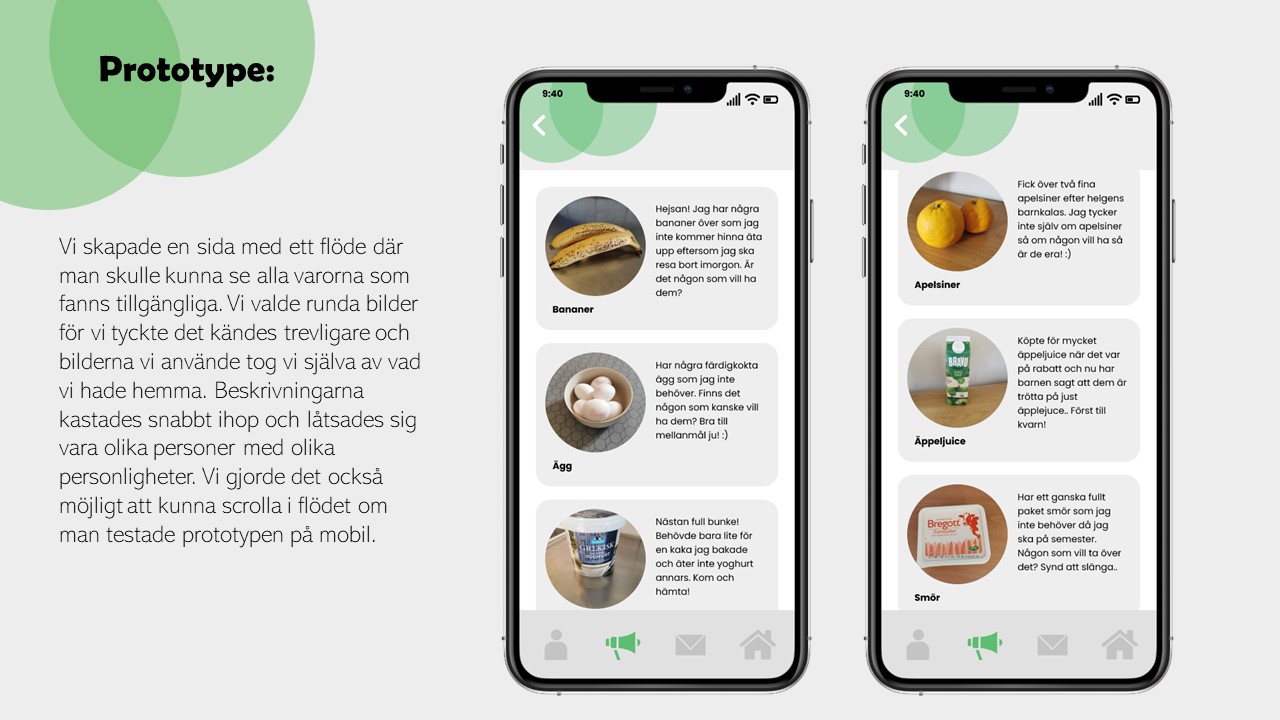 Prototype:
Vi skapade en sida med ett flöde där
man skulle kunna se alla varorna som
fanns tillgängliga. Vi valde runda bilder
för vi tyckte det kändes trevligare och
bilderna vi använde tog vi själva av vad
vi hade hemma. Beskrivningarna
kastades snabbt ihop och låtsades sig
vara olika personer med olika
personligheter. Vi gjorde det också
möjligt att kunna scrolla i flödet om
man testade prototypen på mobil.
9:40
Hejsan! Jag har några
bananer över som jag
inte kommer hinna äta
upp eftersom jag ska
resa bort imorgon. Är
det någon som vill ha
dem?
Bananer
Har några färdigkokta
ägg som jag inte
behöver. Finns det
någon som kanske vill
ha dem? Bra till
mellanmål ju! :)
Ägg
GREKISK
YOGHURT
Nästan full bunke!
Behövde bara lite för
en kaka jag bakade
och äter inte yoghurt
annars. Kom och
hämta!
9:40
Fick över två fina
apelsiner efter helgens
barnkalas. Jag tycker
inte själv om apelsiner
så om någon vill ha så
är de era! :)
Apelsiner
BRAVO
Köpte för mycket
äppeljuice när det var
på rabatt och nu har
barnen sagt att dem är
trötta på just
äpplejuce.. Först till
kvarn!
Äppeljuice
Bregott
Har ett ganska fullt
paket smör som jag
inte behöver då jag
ska på semester.
Någon som vill ta över
det? Synd att slänga..
Smör